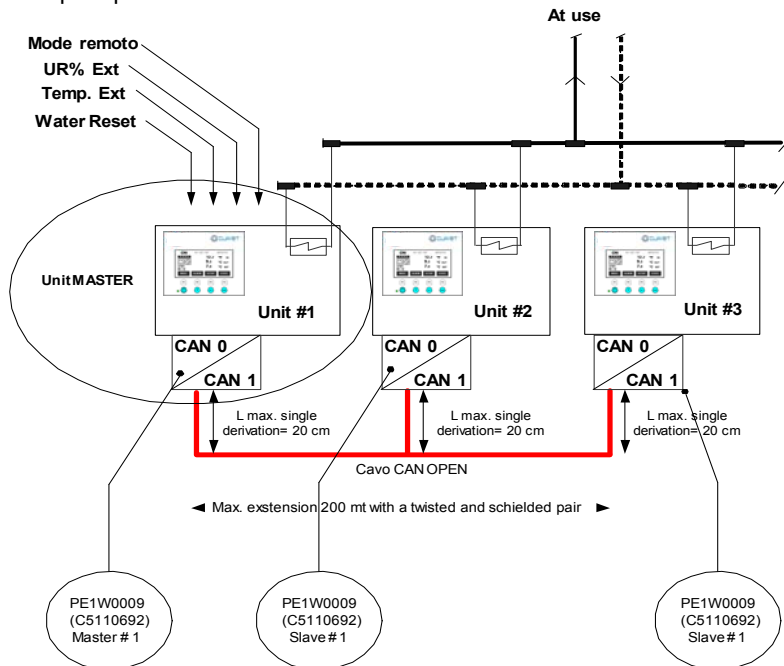 At use
Mode remoto
UR% Ext
Temp. Ext
Water Reset
Unit MASTER
Unit #1
Unit #2
Unit #3
CAN 0
CAN 1
CAN 0
CAN 1
CAN 0
CAN 1
L max. single
derivation= 20 cm
L max. single
derivation= 20 cm
L max. single
derivation= 20 cm
Cavo CAN OPEN
Max. exstension 200 mt with a twisted and schielded pair
PE1W0009
(C5110692)
Master # 1
PE1W0009
(C5110692)
Slave # 1
PE1W0009
(C5110692)
Slave # 1